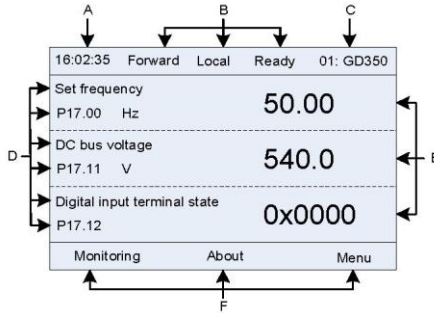 A B C
16:02:35 Forward Local Ready 01: GD350
Set frequency
P17.00 Hz 50.00
DC bus voltage
P17.11 V 540.0
Digital input terminal state
P17.12 0x0000
D
E
Monitoring About Menu
F